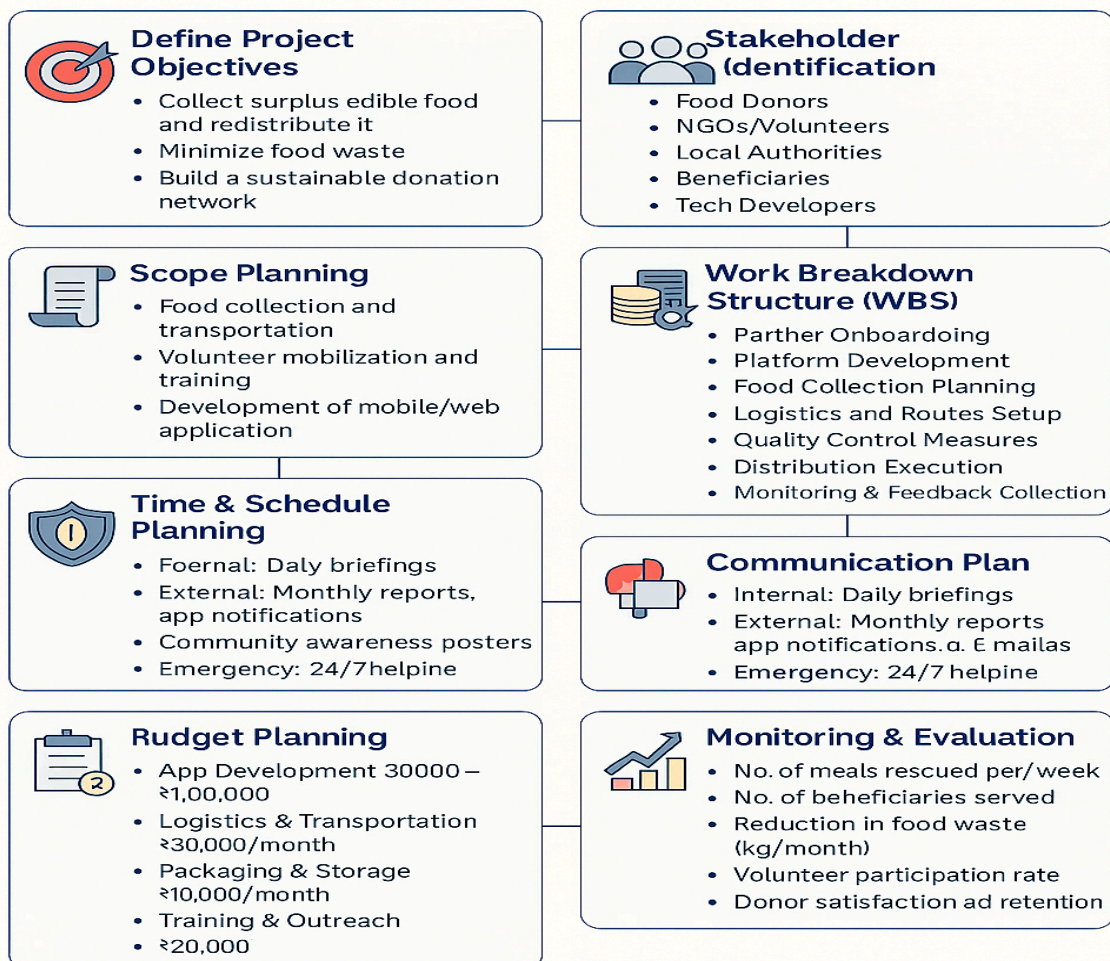 Define Project
Objectives
• Collect surplus edible food
and redistribute it
• Minimize food waste
• Build a sustainable donation
network
Stakeholder
(dentification
• Food Donors
• NGOs/Volunteers
• Local Authorities
• Beneficiaries
• Tech Developers
Scope Planning
• Food collection and
transportation
• Volunteer mobilization and
training
• Development of mobile/web
application
Work Breakdown
Structure (WBS)
• Parther Onboardoing
• Platform Development
• Food Collection Planning
• Logistics and Routes Setup
• Quality Control Measures
• Distribution Execution
• Monitoring & Feedback Collection
Time & Schedule
Planning
• Foernal: Daly briefings
• External: Monthly reports,
app notifications
• Community awareness posters
• Emergency: 24/7 helpine
Communication Plan
• Internal: Daily briefings
• External: Monthly reports
app notifications.a. E mailas
• Emergency: 24/7 helpine
Rudget Planning
• App Development 30000 –
₹1,00,000
• Logistics & Transportation
₹30,000/month
• Packaging & Storage
₹10,000/month
• Training & Outreach
• ₹20,000
Monitoring & Evaluation
• No. of meals rescued per/week
• No. of beheficiaries served
• Reduction in food waste
(kg/month)
• Volunteer participation rate
• Donor satisfaction ad retention